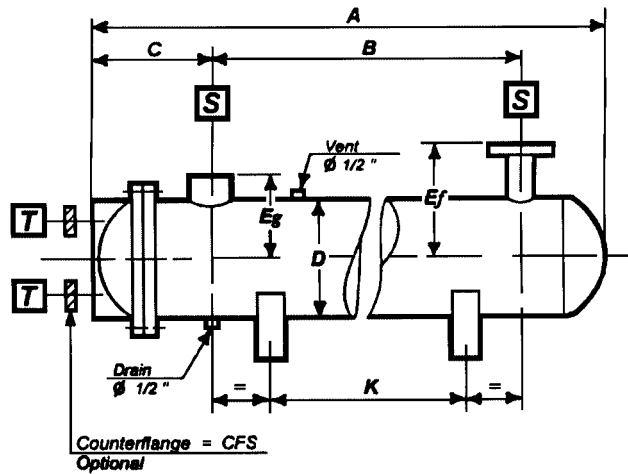 A
C
B
S
S
Vent
Ø 1/2 "
Eg
Ef
T
D
T
Drain
Ø 1/2 "
=
K
=
Counterflange = CFS
Optional